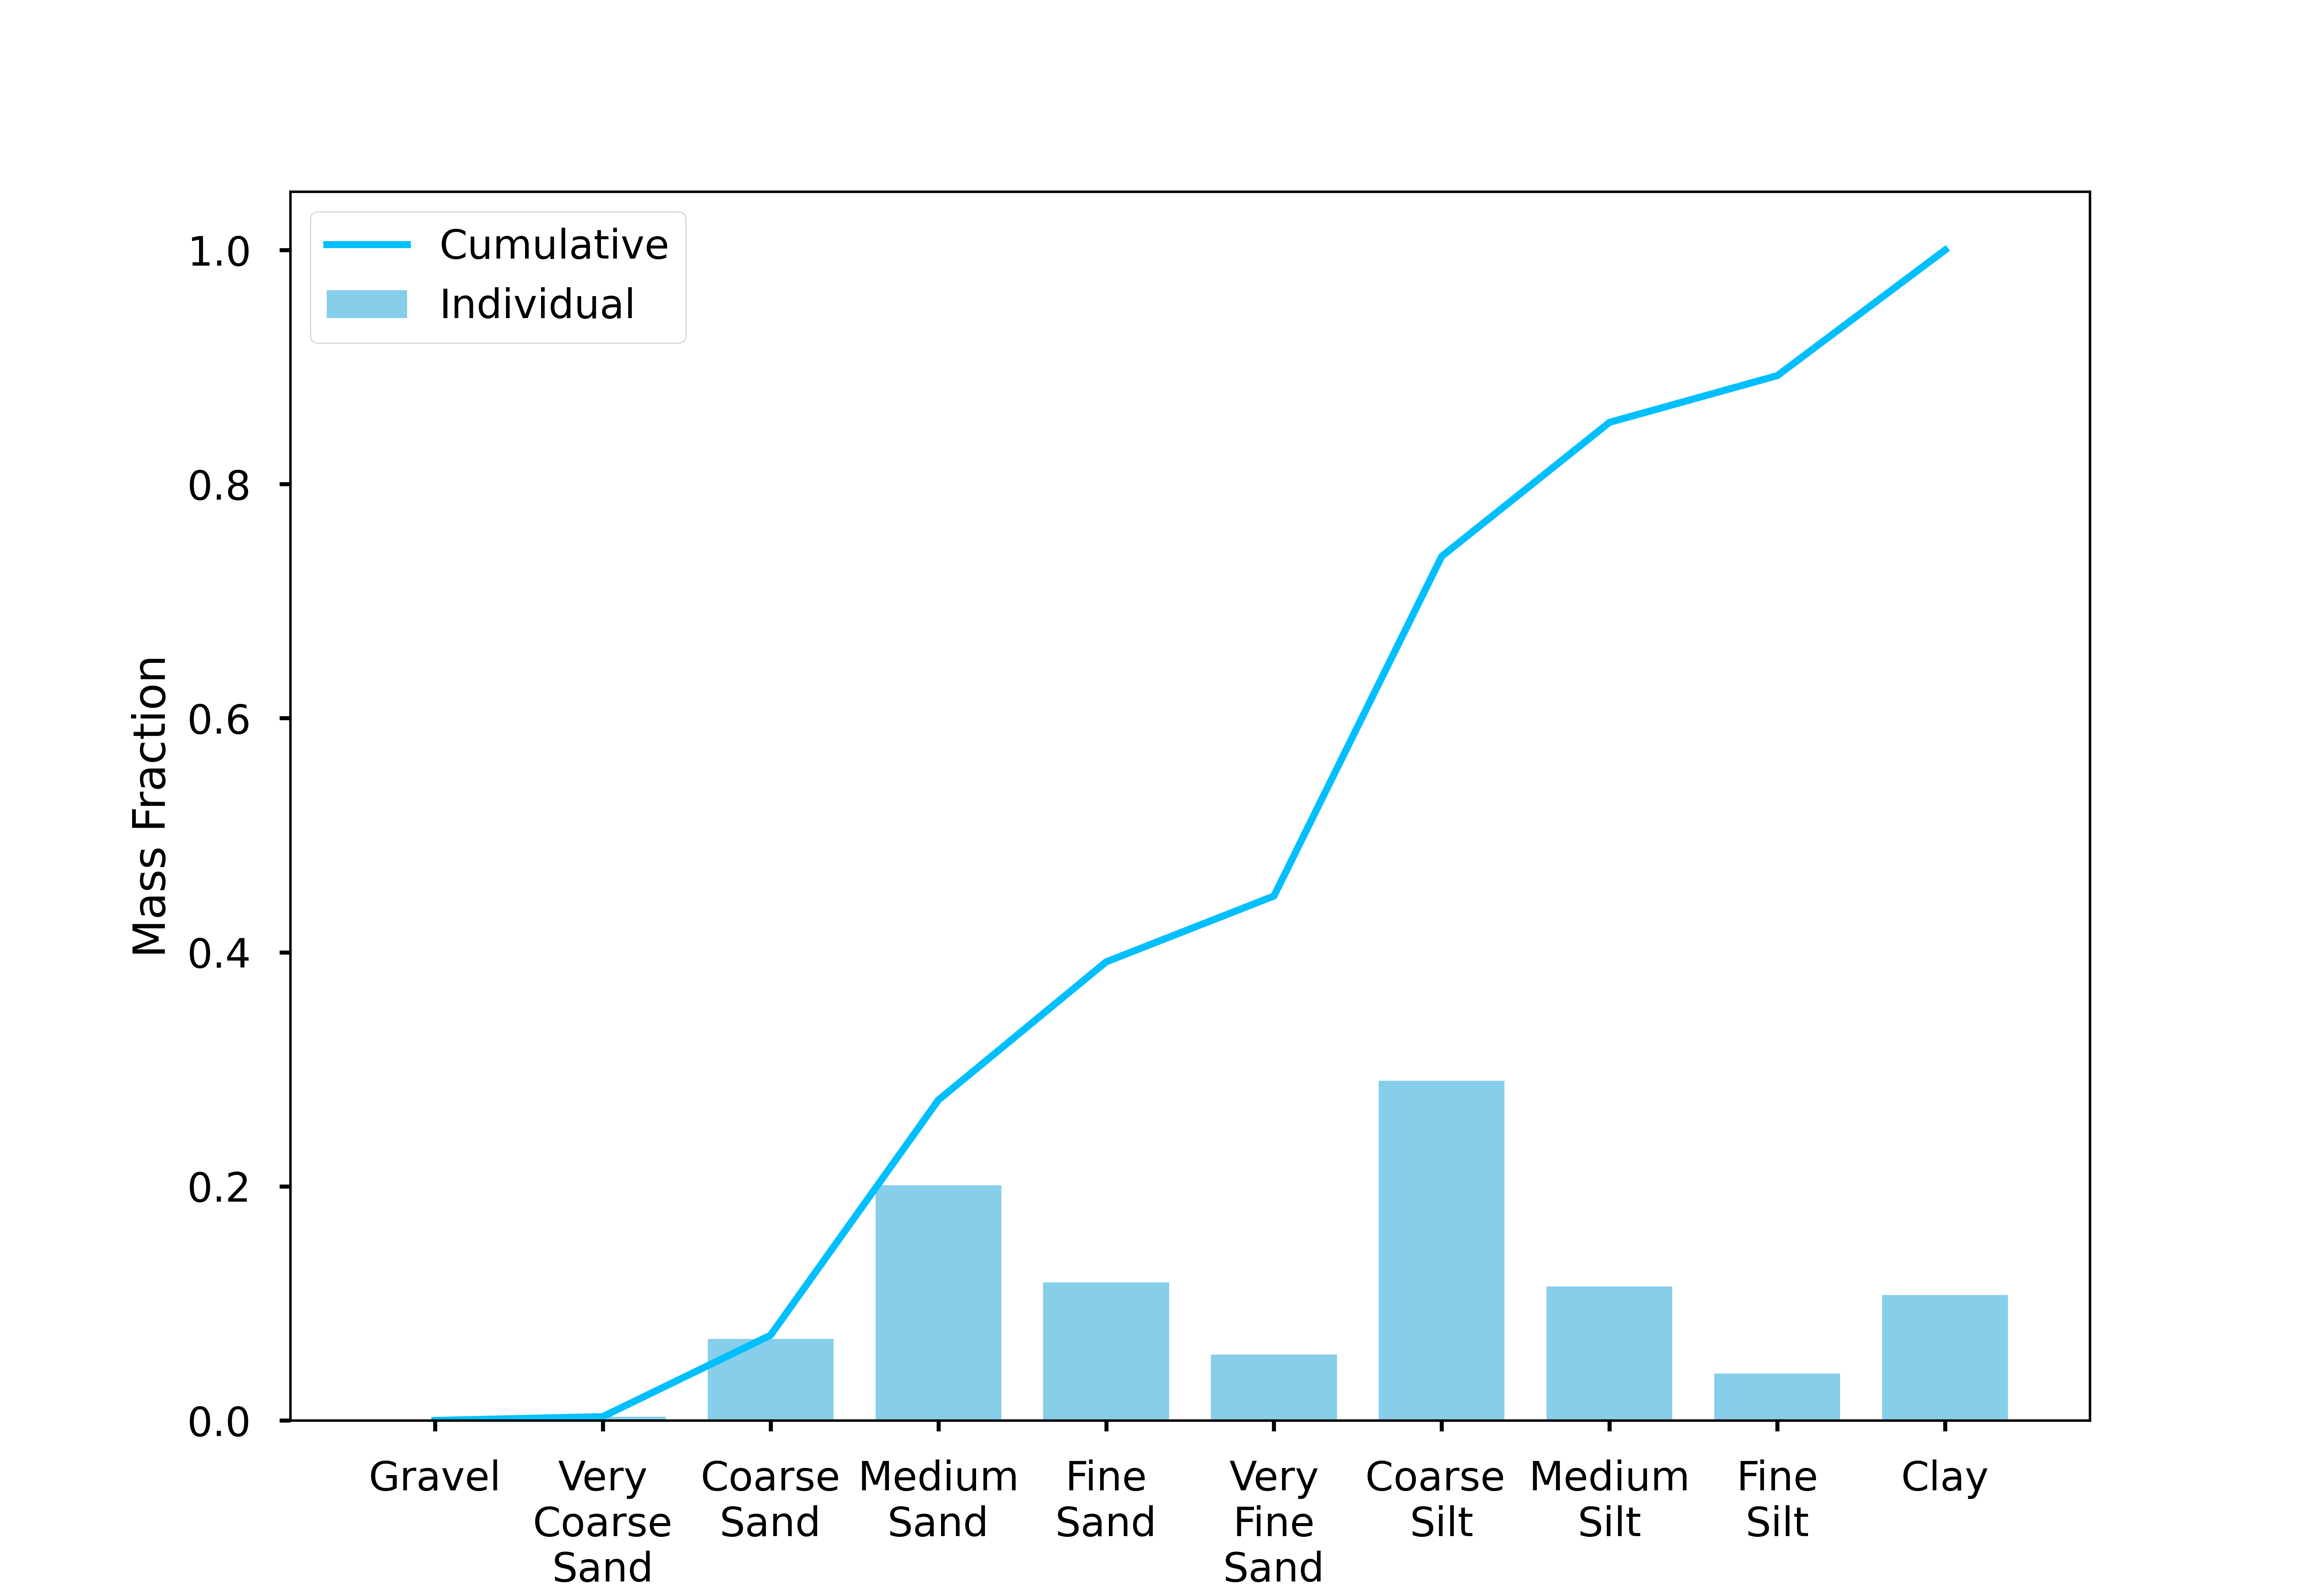 Cumulative
Individual
1.0
0.8
0.6
0.4
0.2
0.0
Mass Fraction
Gravel
Very
Coarse
Sand
Coarse
Sand
Medium
Sand
Fine
Sand
Very
Fine
Sand
Coarse
Silt
Medium
Silt
Fine
Silt
Clay